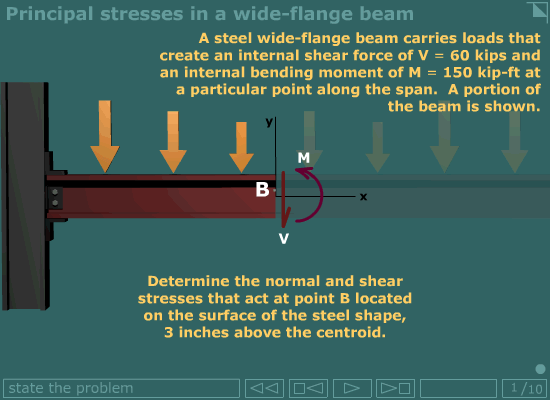 Principal stresses in a wide-flange beam
A steel wide-flange beam carries loads that
create an internal shear force of V = 60 kips and
an internal bending moment of M = 150 kip-ft at
a particular point along the span. A portion of
the beam is shown.
y
M
B
x
V
Determine the normal and shear
stresses that act at point B located
on the surface of the steel shape,
3 inches above the centroid.
state the problem
1/10